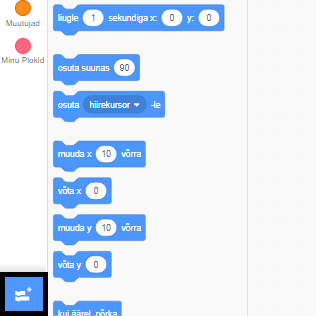 liugle 1 sekundiga x: 0 y: 0
Muutujad
osuta suunas 90
Minu Plokid
osuta hiirekursor -le
muuda x 10 võrra
võta x 0
muuda y 10 võrra
võta y 0
kui äärel, põrka